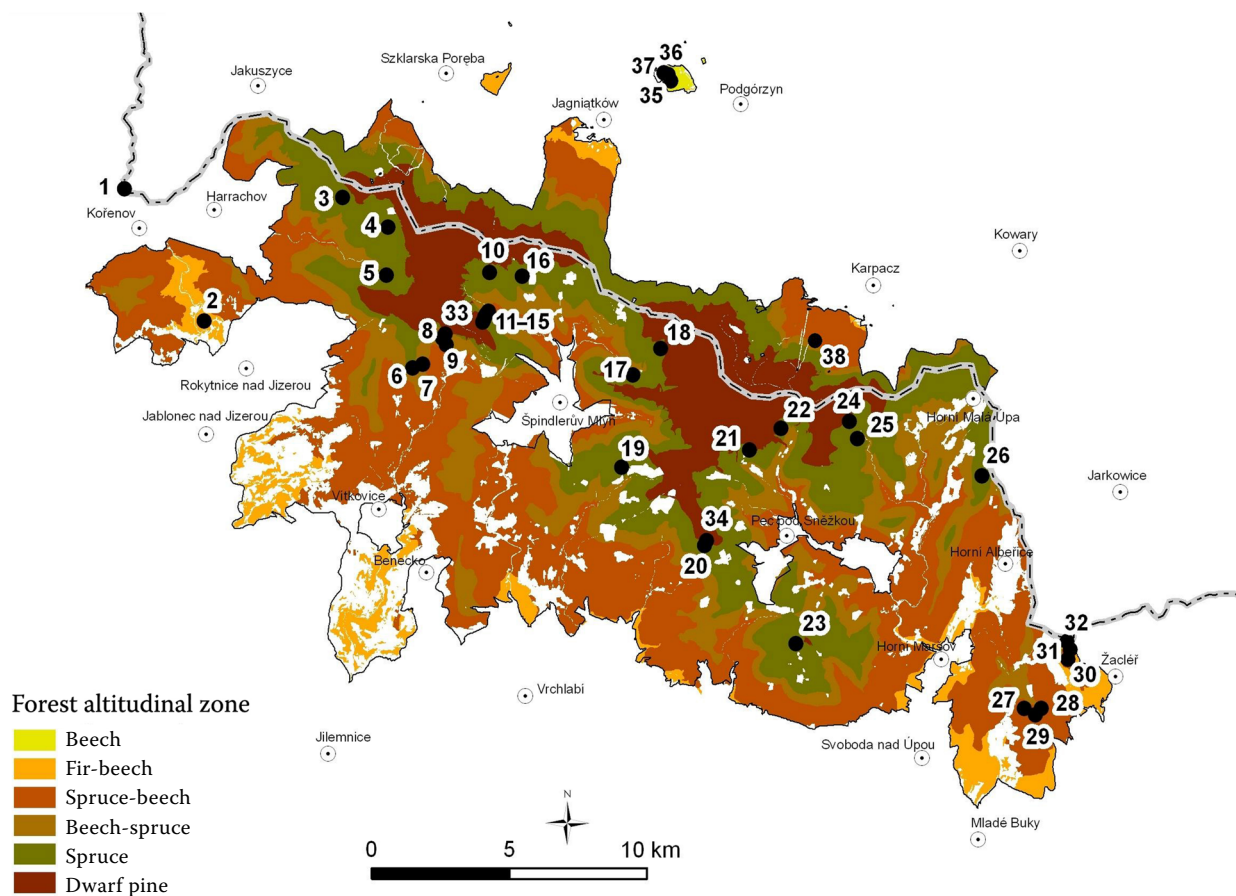 36
Szklarska Poręba
37
Jakuszyce
35
Podgórzyn
Jagniątków
1
3
Harrachov
Kořenov
4
Kowary
10
16
5
Karpacz
2
33
11–15
8
18
38
9
6
7
17
Rokytnice nad Jizerou
Špindlerův Mlýn
Horní Malá Úpa
24
22
25
Jablonec nad Jizerou
21
19
26
Jarkowice
Vítkovice
34
Pec pod Sněžkou
20
Benecko
Horní Albeřice
23
32
31
Horní Maršov
30
Žacléř
Vrchlabí
27
28
29
Forest altitudinal zone
Beech
Jilemnice
Svoboda nad Úpou
Fir-beech
Spruce-beech
N
Beech-spruce
Mladé Buky
Spruce
0 5 10 km
Dwarf pine